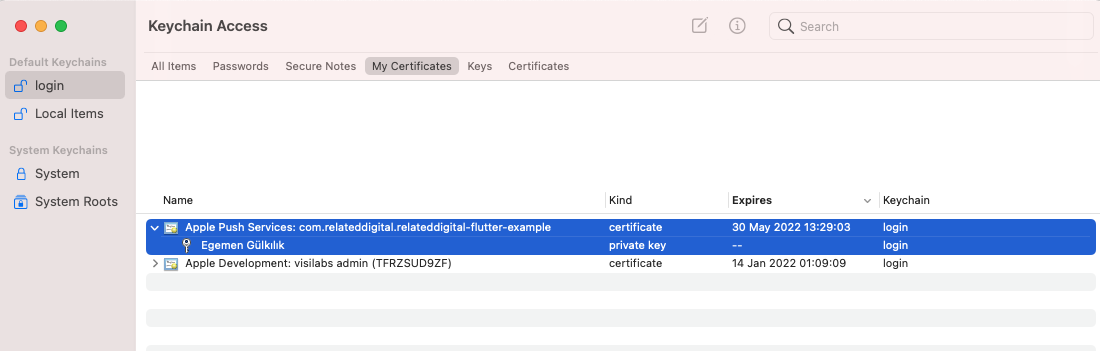 Keychain Access
Search
Default Keychains
login
Local Items
System Keychains
System
System Roots
All Items Passwords Secure Notes My Certificates Keys Certificates
Name Kind Expires Keychain
Apple Push Services: com.relateddigital.relateddigital-flutter-example certificate 30 May 2022 13:29:03 login
Egemen Gülkılık private key -- login
Apple Development: visilabs admin (TFRZSUD9ZF) certificate 14 Jan 2022 01:09:09 login